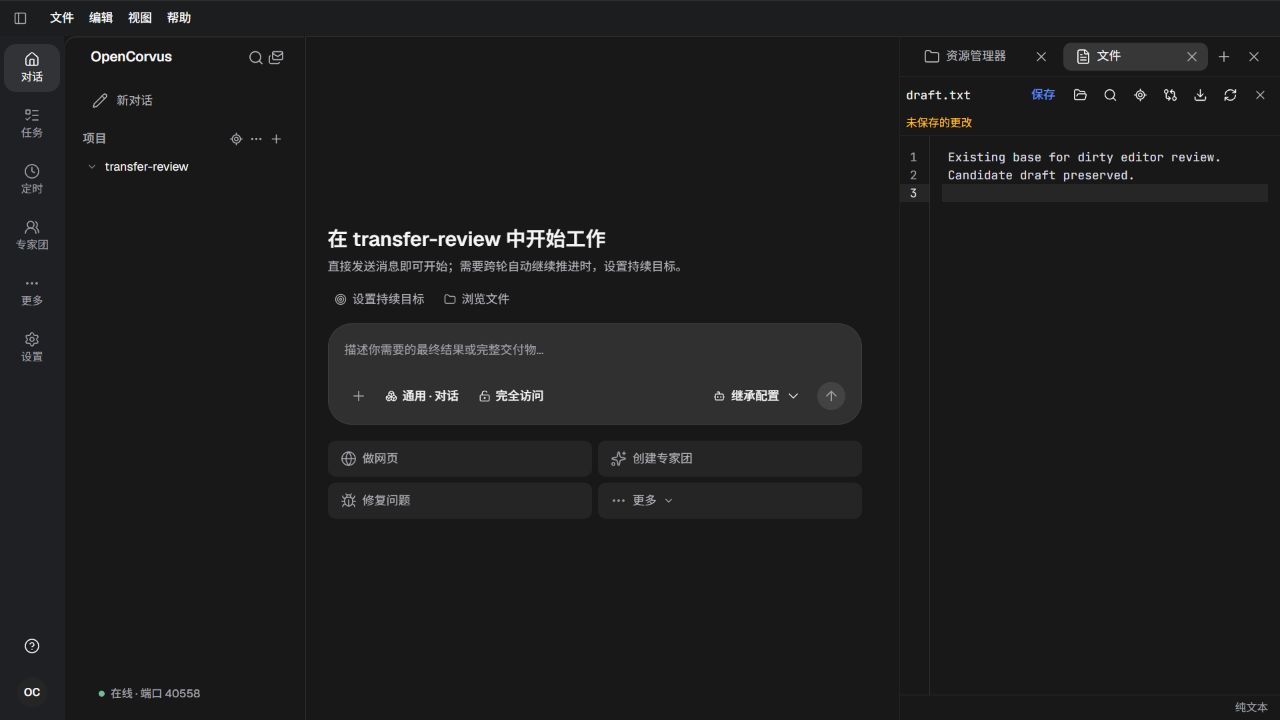 文件 编辑 视图 帮助
对话
任务
定时
专家团
更多
设置
OC
OpenCorvus
新对话
项目
transfer-review
在线 · 端口 40558
在 transfer-review 中开始工作
直接发送消息即可开始；需要跨轮自动继续推进时，设置持续目标。
设置持续目标 浏览文件
描述你需要的最终结果或完整交付物...
通用 · 对话 完全访问 继承配置
做网页 创建专家团
修复问题 更多
资源管理器 文件
draft.txt 保存
未保存的更改
1 Existing base for dirty editor review.
2 Candidate draft preserved.
3
纯文本